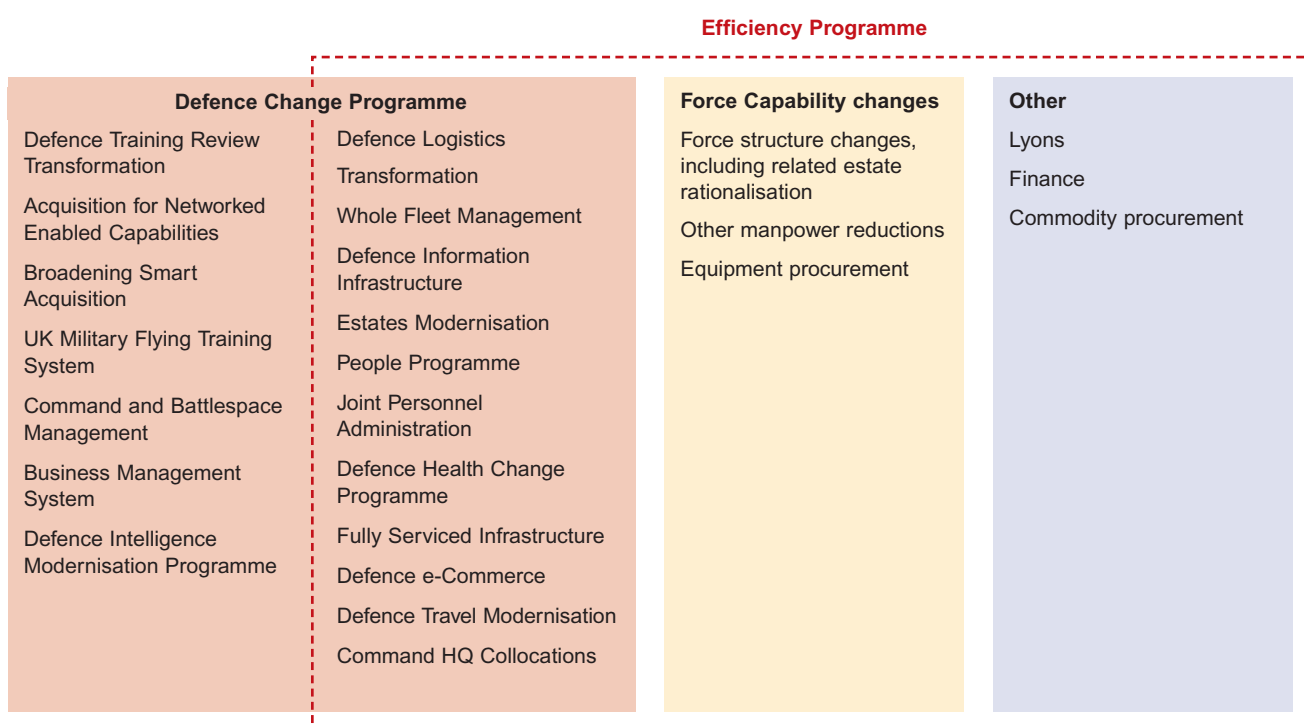 Efficiency Programme
Defence Change Programme
Defence Training Review
Transformation
Acquisition for Networked
Enabled Capabilities
Broadening Smart
Acquisition
UK Military Flying Training
System
Command and Battlespace
Management
Business Management
System
Defence Intelligence
Modernisation Programme
Defence Logistics
Transformation
Whole Fleet Management
Defence Information
Infrastructure
Estates Modernisation
People Programme
Joint Personnel
Administration
Defence Health Change
Programme
Fully Serviced Infrastructure
Defence e-Commerce
Defence Travel Modernisation
Command HQ Collocations
Force Capability changes
Force structure changes,
including related estate
rationalisation
Other manpower reductions
Equipment procurement
Other
Lyons
Finance
Commodity procurement